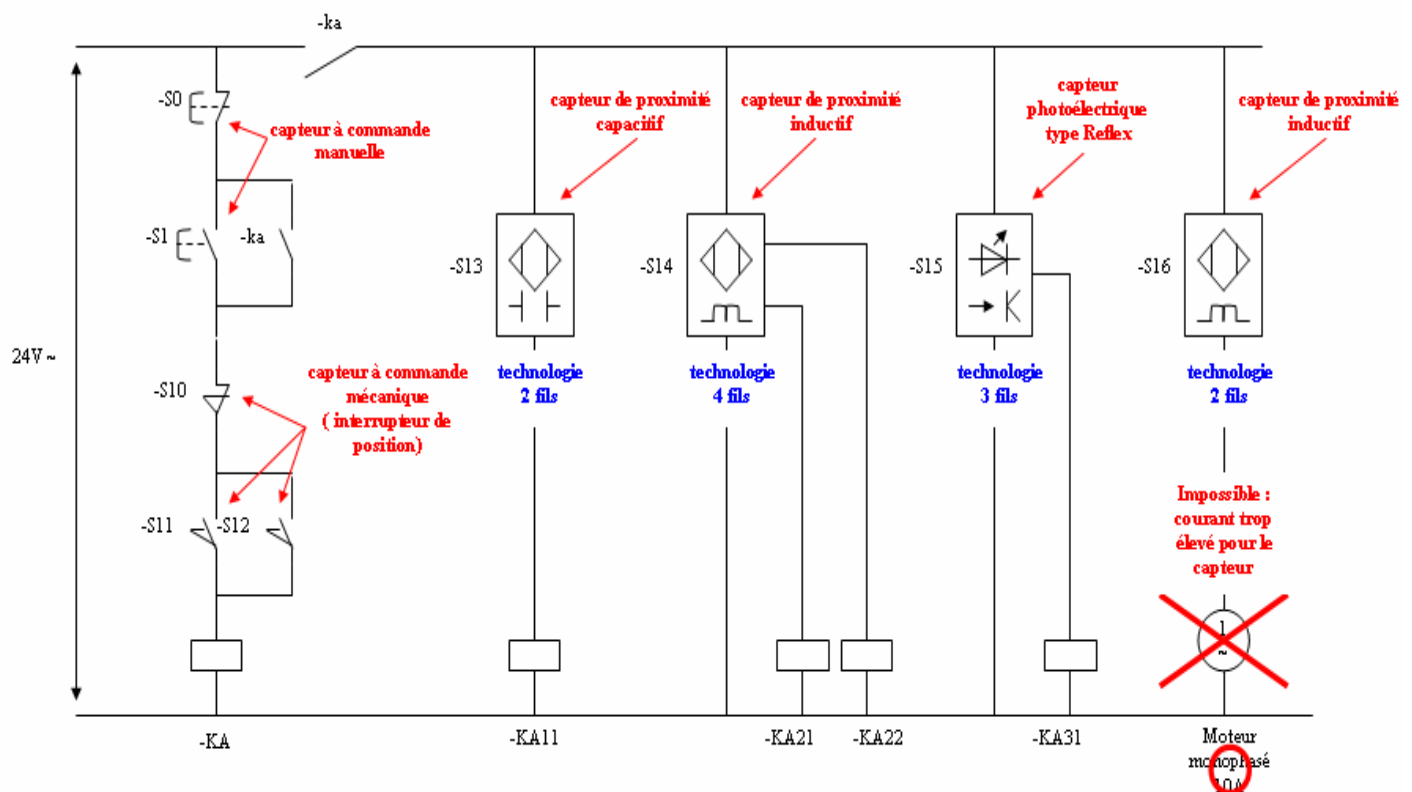 -ka
-S0
capteur à commande
manuelle
capteur de proximité
capacitif
capteur de proximité
inductif
capteur
photoélectrique
type Reflex
capteur de proximité
inductif
-S1
-ka
-S13
-S14
-S15
-S16
24V ~
-S10
capteur à commande
mécanique
( interrupteur de
position)
technologie
2 fils
technologie
4 fils
technologie
3 fils
technologie
2 fils
-S11
-S12
Impossible :
courant trop
élevé pour le
capteur
1
~
-KA
-KA11
-KA21
-KA22
-KA31
Moteur
monophasé
10A